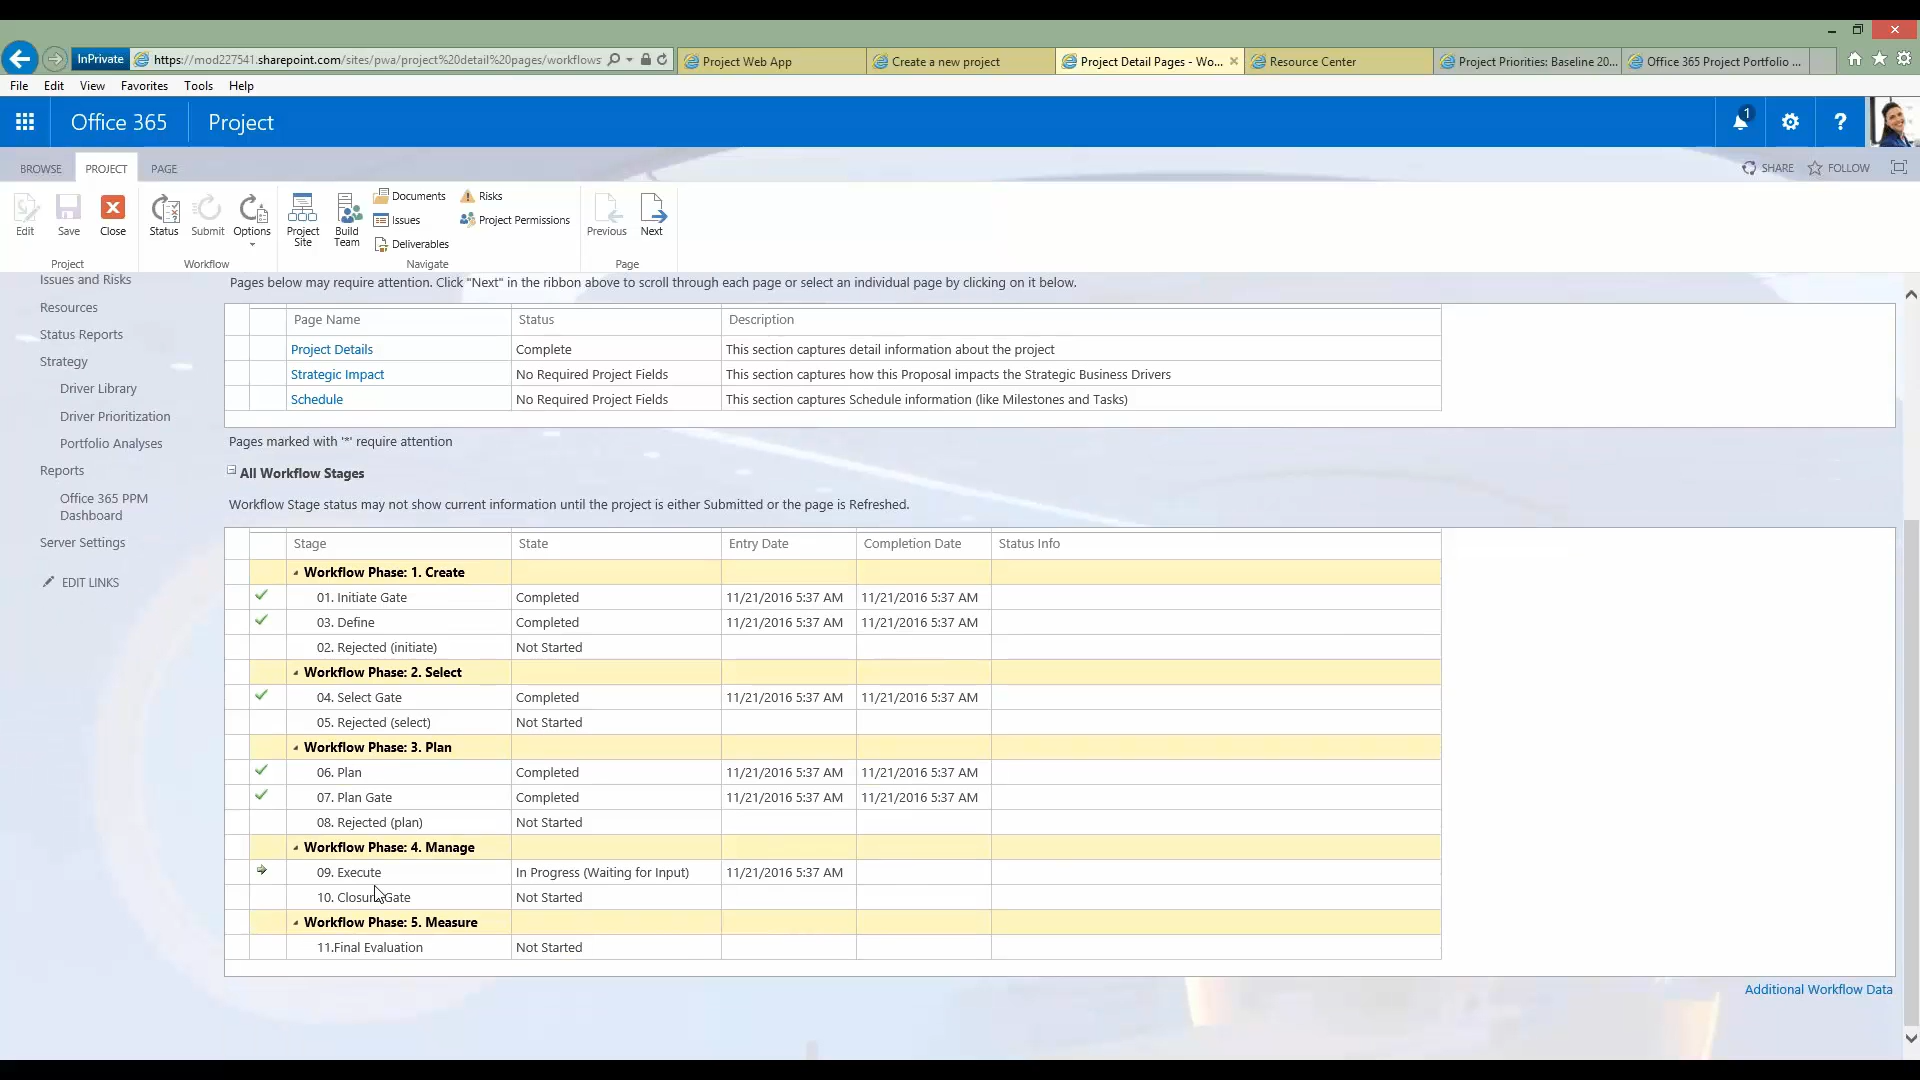 InPrivate https://mod227541.sharepoint.com/sites/pwa/project%20detail%20pages/workflows Project Web App Create a new project Project Detail Pages - Wo... Resource Center Project Priorities: Baseline 20... Office 365 Project Portfolio ...
File Edit View Favorites Tools Help
Office 365 Project 1 ?
BROWSE PROJECT PAGE SHARE FOLLOW
Edit Save Close Status Submit Options Project Site Build Team Documents Issues Deliverables Risks Project Permissions Previous Next
Project Workflow Navigate Page
Issues and Risks
Resources
Status Reports
Strategy
Driver Library
Driver Prioritization
Portfolio Analyses
Reports
Office 365 PPM
Dashboard
Server Settings
EDIT LINKS
Pages below may require attention. Click "Next" in the ribbon above to scroll through each page or select an individual page by clicking on it below.
Page Name Status Description
Project Details Complete This section captures detail information about the project
Strategic Impact No Required Project Fields This section captures how this Proposal impacts the Strategic Business Drivers
Schedule No Required Project Fields This section captures Schedule information (like Milestones and Tasks)
Pages marked with '*' require attention
All Workflow Stages
Workflow Stage status may not show current information until the project is either Submitted or the page is Refreshed.
Stage State Entry Date Completion Date Status Info
Workflow Phase: 1. Create
01. Initiate Gate Completed 11/21/2016 5:37 AM 11/21/2016 5:37 AM
03. Define Completed 11/21/2016 5:37 AM 11/21/2016 5:37 AM
02. Rejected (initiate) Not Started
Workflow Phase: 2. Select
04. Select Gate Completed 11/21/2016 5:37 AM 11/21/2016 5:37 AM
05. Rejected (select) Not Started
Workflow Phase: 3. Plan
06. Plan Completed 11/21/2016 5:37 AM 11/21/2016 5:37 AM
07. Plan Gate Completed 11/21/2016 5:37 AM 11/21/2016 5:37 AM
08. Rejected (plan) Not Started
Workflow Phase: 4. Manage
09. Execute In Progress (Waiting for Input) 11/21/2016 5:37 AM
10. Closure Gate Not Started
Workflow Phase: 5. Measure
11.Final Evaluation Not Started
Additional Workflow Data